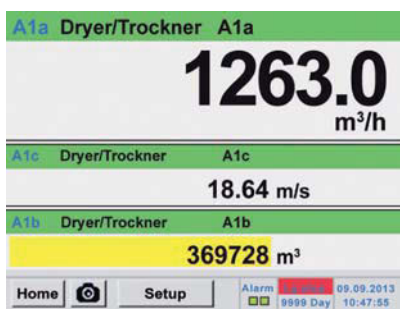 A1a Dryer/Trockner A1a
1263.0
m³/h
A1c Dryer/Trockner A1c
18.64 m/s
A1b Dryer/Trockner A1b
369728 m³
Home Setup Alarm 09.09.2013
9999 Day 10:47:55